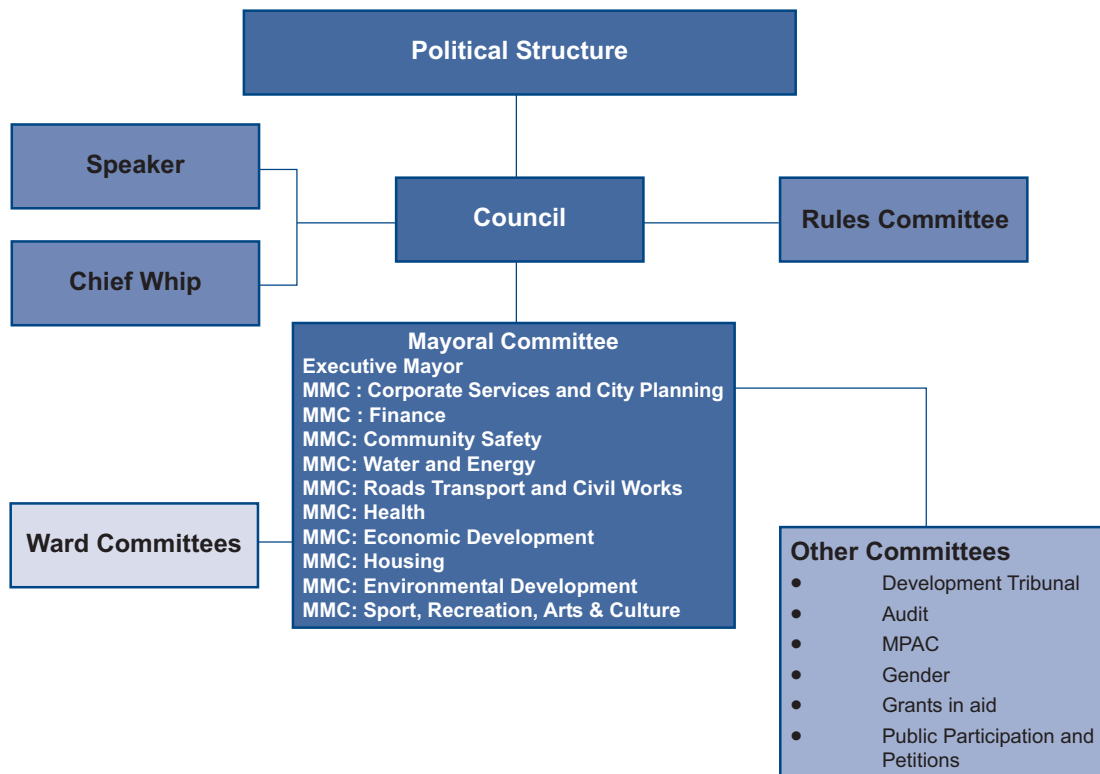 Political Structure
Speaker
Council
Rules Committee
Chief Whip
Mayoral Committee
Executive Mayor
MMC : Corporate Services and City Planning
MMC : Finance
MMC: Community Safety
MMC: Water and Energy
MMC: Roads Transport and Civil Works
MMC: Health
MMC: Economic Development
MMC: Housing
MMC: Environmental Development
MMC: Sport, Recreation, Arts & Culture
Ward Committees
Other Committees
• Development Tribunal
• Audit
• MPAC
• Gender
• Grants in aid
• Public Participation and
Petitions